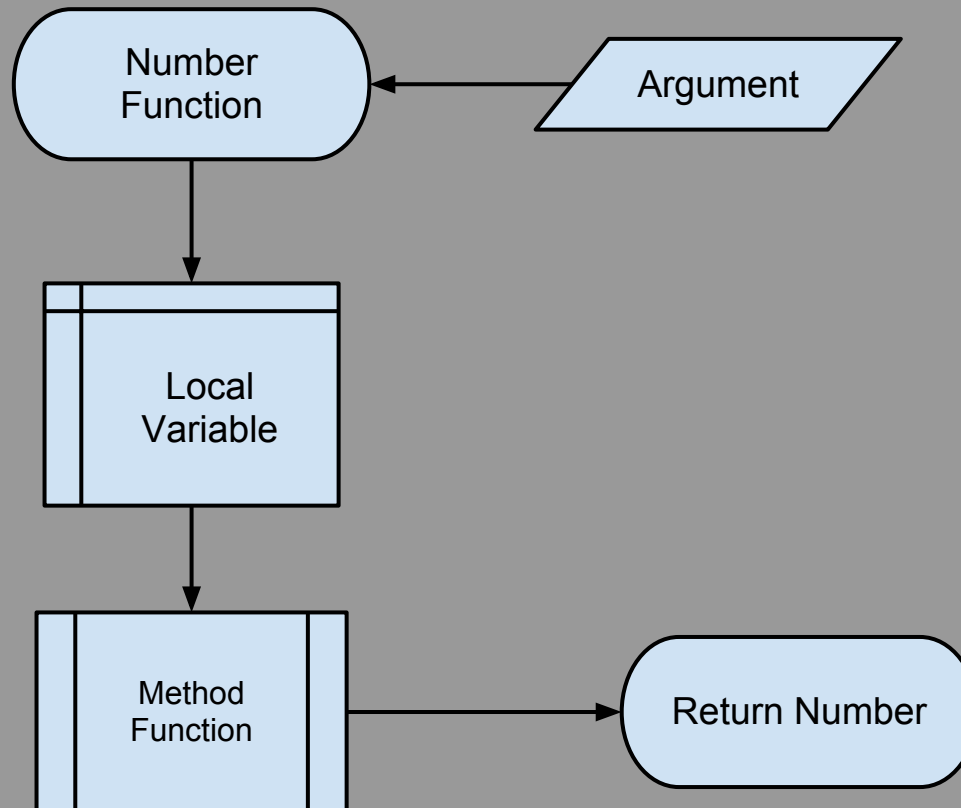 Number
Function
Argument
Local
Variable
Method
Function
Return Number